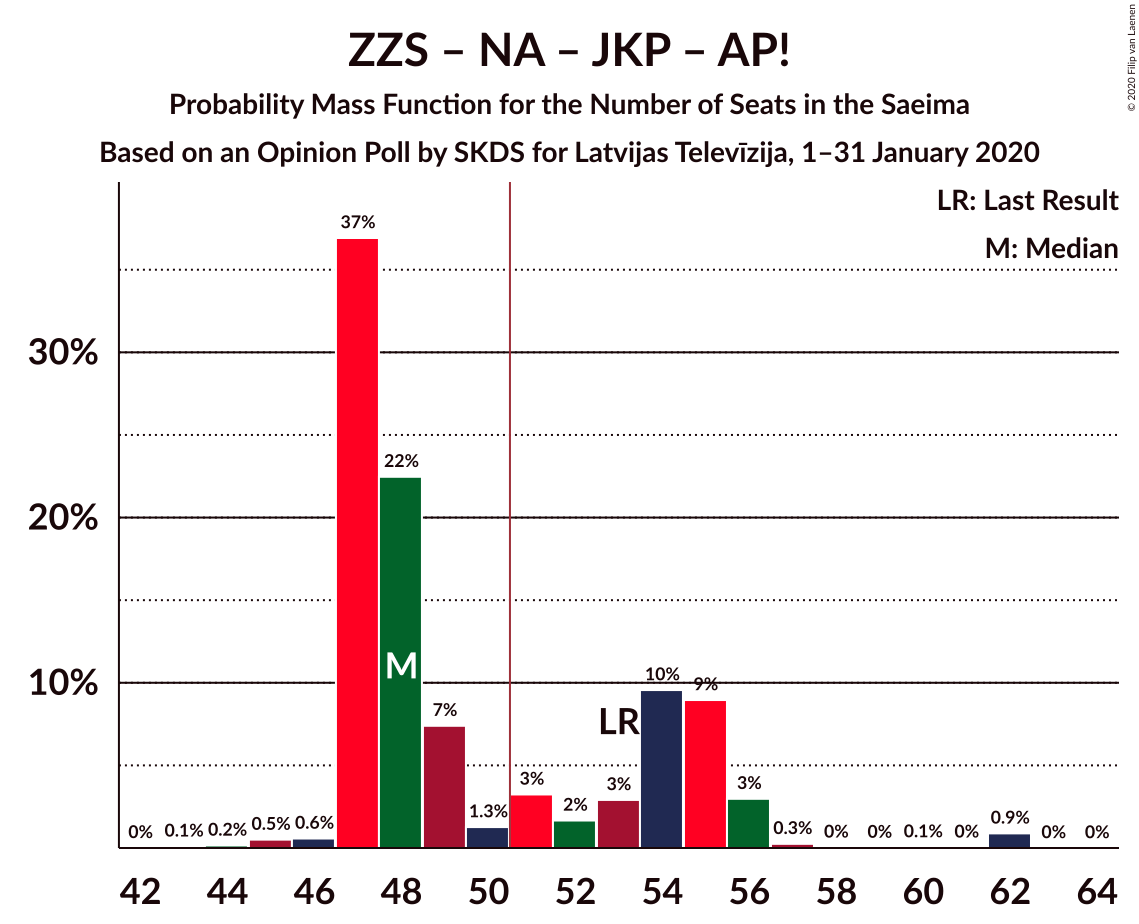 ZZS – NA – JKP – AP!
Probability Mass Function for the Number of Seats in the Saeima
Based on an Opinion Poll by SKDS for Latvijas Televīzija, 1–31 January 2020
© 2020 Filip van Laenen
LR: Last Result
M: Median
37%
30%
22%
20%
M
10%
10%
9%
7%
LR
3%
3%
3%
2%
1.3%
0%
0.1%
0.2%
0.5%
0.6%
0.3%
0%
0%
0.1%
0%
0.9%
0%
0%
42 44 46 48 50 52 54 56 58 60 62 64